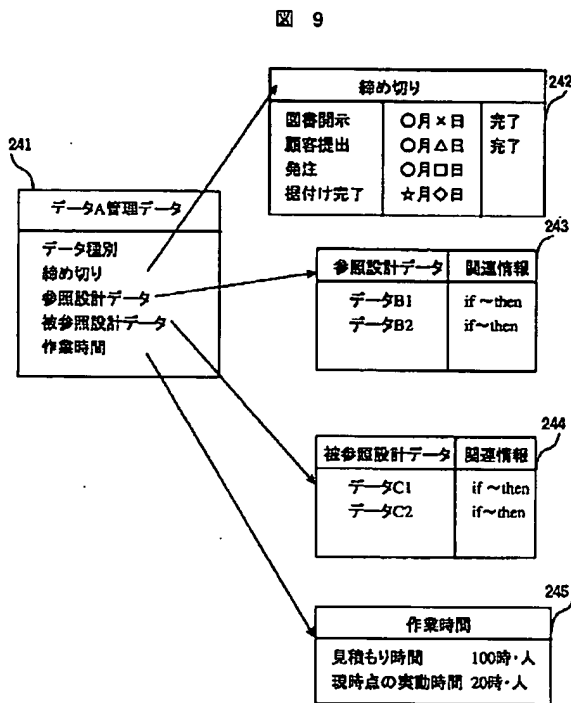 図 9
242
締め切り
図書開示 ○月×日 完了
顧客提出 ○月△日 完了
発注 ○月□日
据付け完了 ☆月◇日
241
データA管理データ
データ種別
締め切り
参照設計データ
被参照設計データ
作業時間
243
参照設計データ 関連情報
データB1 if~then
データB2 if~then
244
被参照設計データ 関連情報
データC1 if~then
データC2 if~then
245
作業時間
見積もり時間 100時・人
現時点の実動時間 20時・人